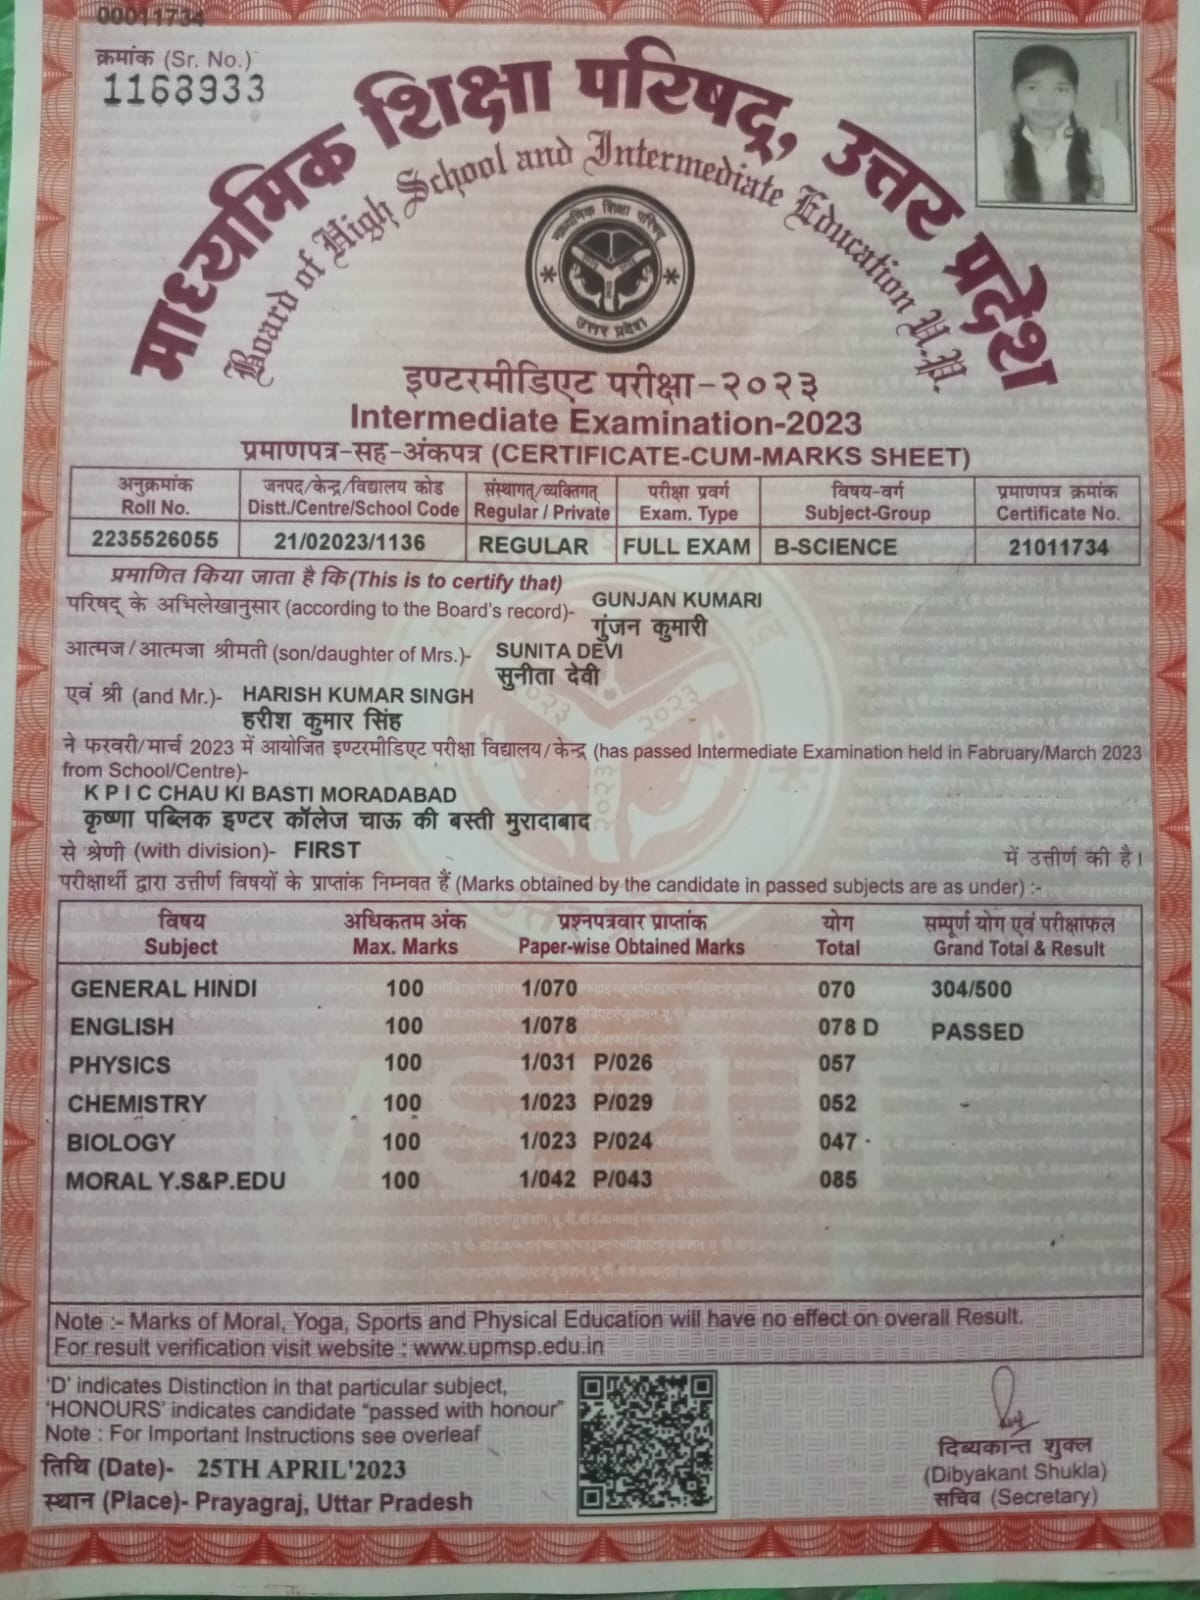 00011734
क्रमांक (Sr. No.)
1168933
माध्यमिक शिक्षा परिषद्, उत्तर प्रदेश
Board of High School and Intermediate Education U.P.
माध्यमिक शिक्षा परिषद्
उत्तर प्रदेश
इण्टरमीडिएट परीक्षा-२०२३
Intermediate Examination-2023
प्रमाणपत्र-सह-अंकपत्र (CERTIFICATE-CUM-MARKS SHEET)
अनुक्रमांक जनपद/केन्द्र/विद्यालय कोड संस्थागत/व्यक्तिगत् परीक्षा प्रवर्ग विषय-वर्ग प्रमाणपत्र क्रमांक
Roll No. Distt./Centre/School Code Regular / Private Exam. Type Subject-Group Certificate No.
2235526055 21/02023/1136 REGULAR FULL EXAM B-SCIENCE 21011734
प्रमाणित किया जाता है कि (This is to certify that)
परिषद् के अभिलेखानुसार (according to the Board's record)- GUNJAN KUMARI
गुंजन कुमारी
आत्मज/आत्मजा श्रीमती (son/daughter of Mrs.)- SUNITA DEVI
सुनीता देवी
एवं श्री (and Mr.)- HARISH KUMAR SINGH
हरीश कुमार सिंह
ने फरवरी/मार्च 2023 में आयोजित इण्टरमीडिएट परीक्षा विद्यालय/केन्द्र (has passed Intermediate Examination held in Fabruary/March 2023
from School/Centre)-
K P I C CHAU KI BASTI MORADABAD
कृष्णा पब्लिक इण्टर कॉलेज चाऊ की बस्ती मुरादाबाद
से श्रेणी (with division)- FIRST में उत्तीर्ण की है।
परीक्षार्थी द्वारा उत्तीर्ण विषयों के प्राप्तांक निम्नवत हैं (Marks obtained by the candidate in passed subjects are as under) :-
विषय अधिकतम अंक प्रश्नपत्रवार प्राप्तांक योग सम्पूर्ण योग एवं परीक्षाफल
Subject Max. Marks Paper-wise Obtained Marks Total Grand Total & Result
GENERAL HINDI 100 1/070 070 304/500
ENGLISH 100 1/078 078 D PASSED
PHYSICS 100 1/031 P/026 057
CHEMISTRY 100 1/023 P/029 052
BIOLOGY 100 1/023 P/024 047
MORAL Y.S&P.EDU 100 1/042 P/043 085
MSPUP
Note :- Marks of Moral, Yoga, Sports and Physical Education will have no effect on overall Result.
For result verification visit website : www.upmsp.edu.in
'D' indicates Distinction in that particular subject,
'HONOURS' indicates candidate "passed with honour"
Note : For Important Instructions see overleaf
तिथि (Date)- 25TH APRIL'2023
स्थान (Place)- Prayagraj, Uttar Pradesh
दिब्यकान्त शुक्ल
(Dibyakant Shukla)
सचिव (Secretary)